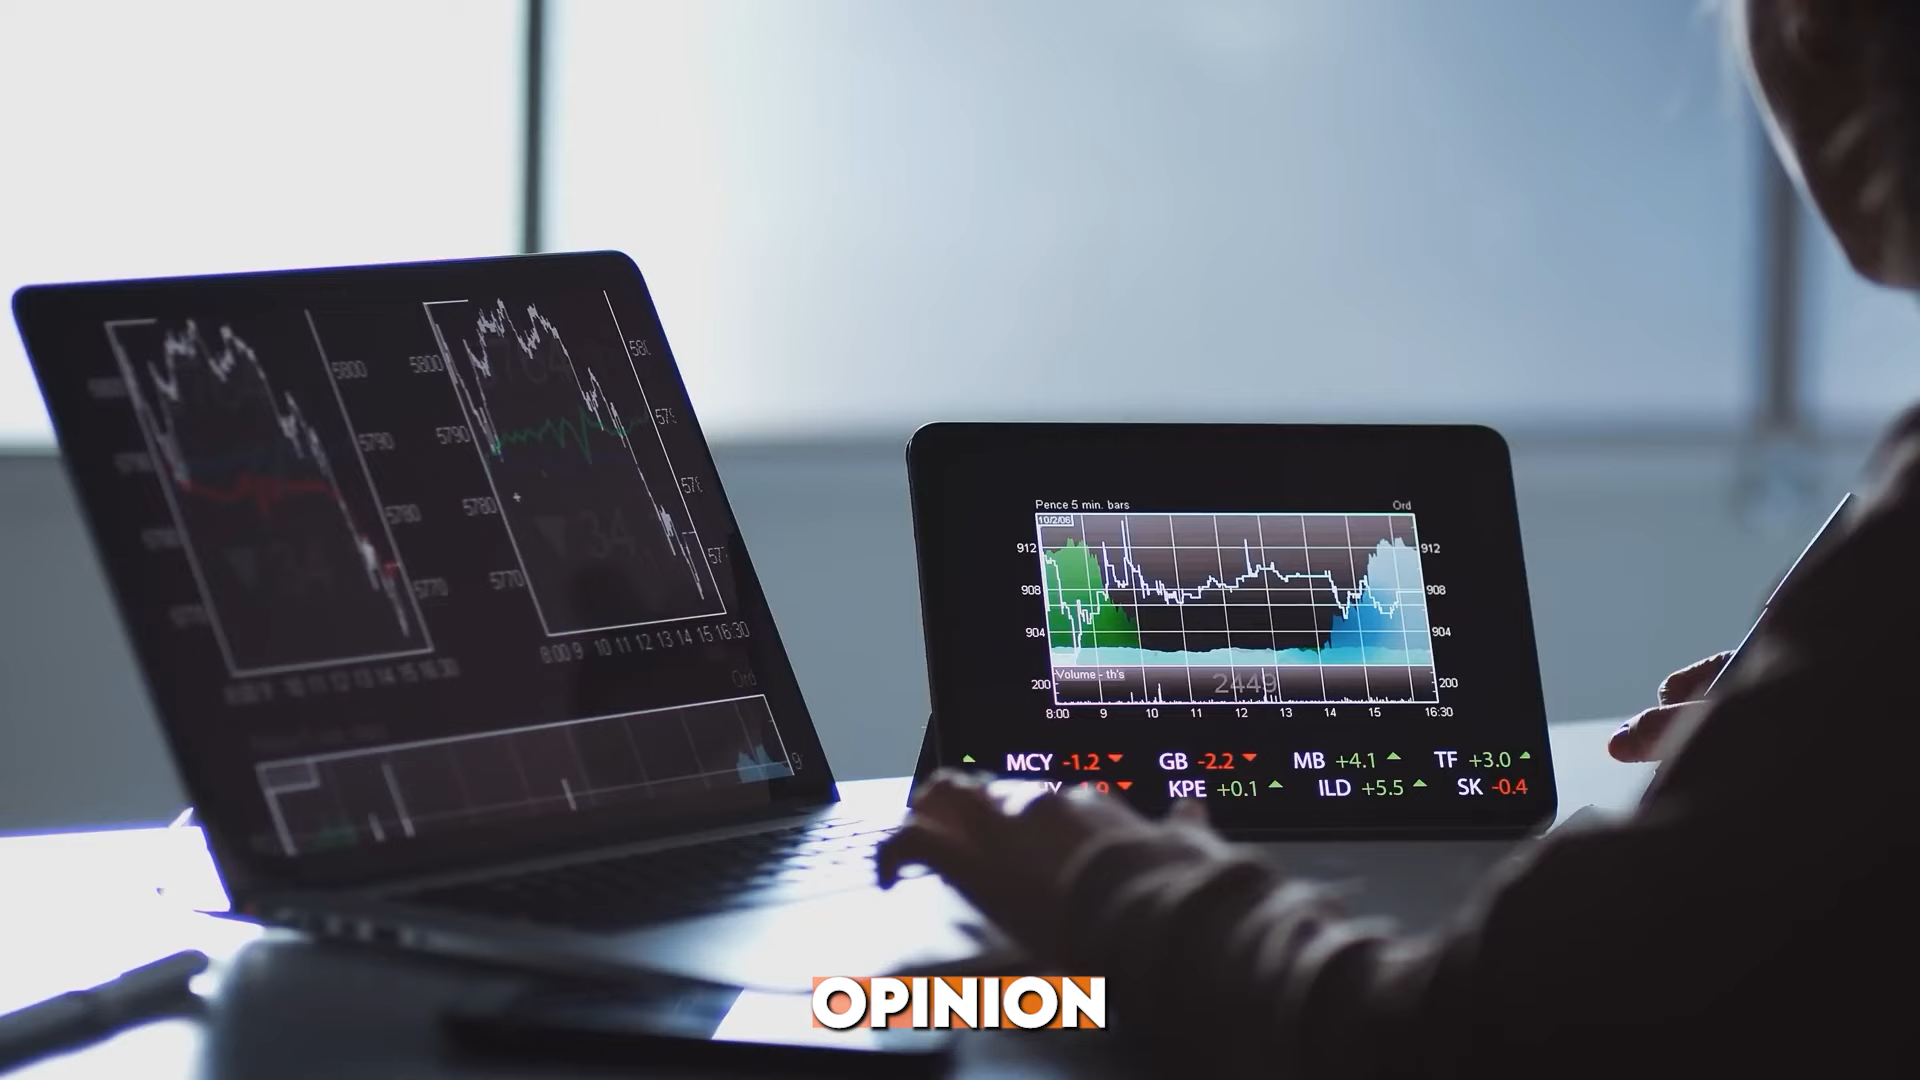 5800
5800
580
5790
5790
5780
5780
5770
5770
8:00 9 10 11 12 13 14 15 16:30
Ord
Pence 5 min. bars
Ord
10/2/06
912
912
908
908
904
904
Volume - th's
2449
200
200
8:00 9 10 11 12 13 14 15 16:30
MCY -1.2 GB -2.2 MB +4.1 TF +3.0
KPE +0.1 ILD +5.5 SK -0.4
OPINION